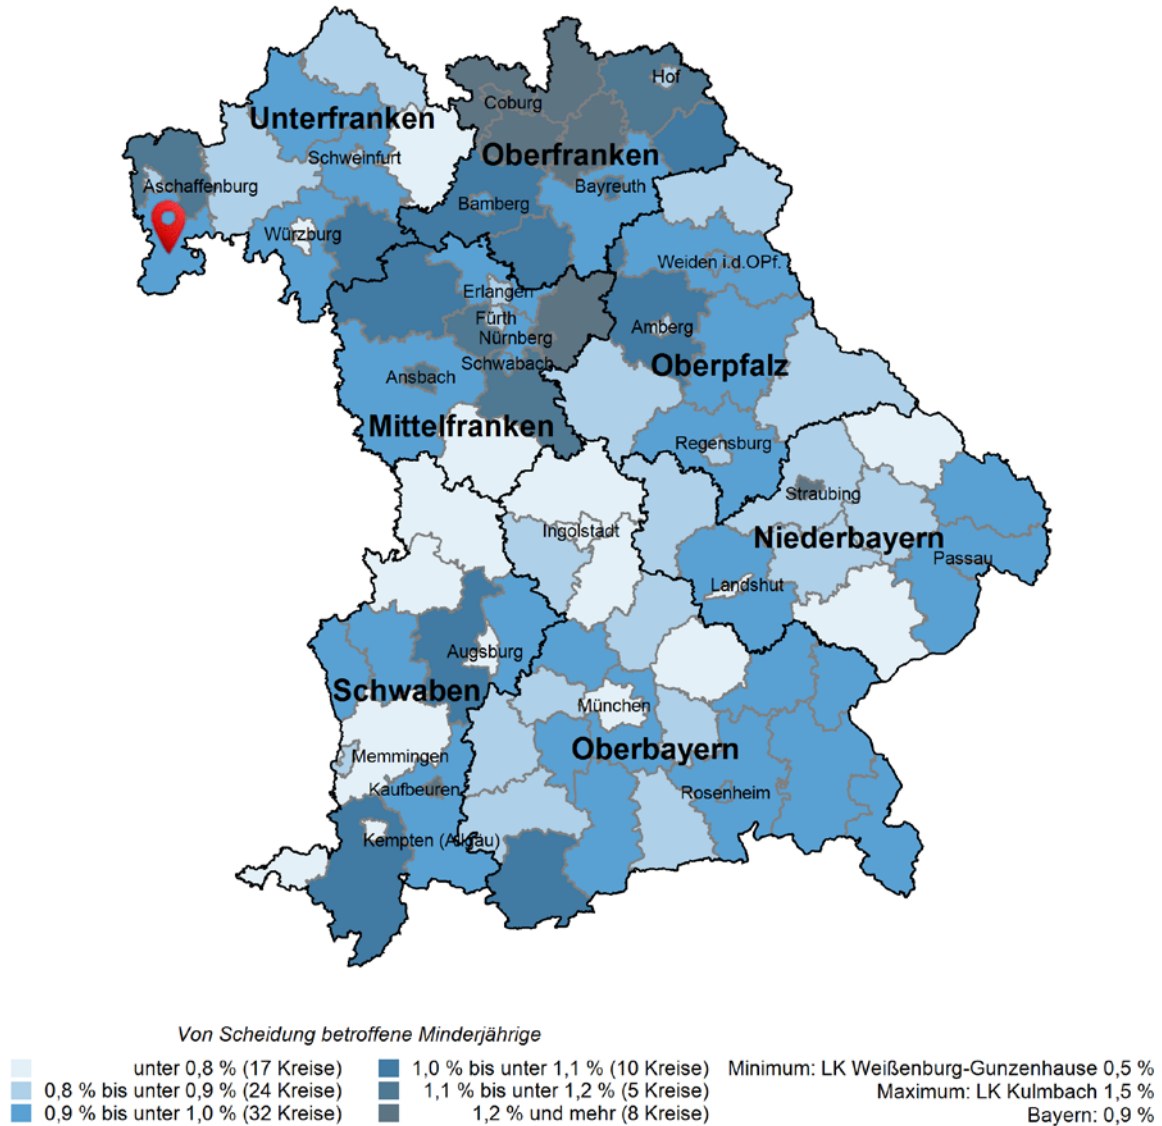 Hof
Coburg
Unterfranken
Oberfranken
Schweinfurt
Aschaffenburg
Bayreuth
Bamberg
Würzburg
Weiden i.d.OPf.
Erlangen
Fürth
Amberg
Nürnberg
Schwabach
Oberpfalz
Ansbach
Mittelfranken
Regensburg
Straubing
Ingolstadt
Niederbayern
Passau
Landshut
Augsburg
Schwaben
München
Oberbayern
Memmingen
Kaufbeuren
Rosenheim
Kempten (Allgäu)
Von Scheidung betroffene Minderjährige
unter 0,8 % (17 Kreise)
0,8 % bis unter 0,9 % (24 Kreise)
0,9 % bis unter 1,0 % (32 Kreise)
1,0 % bis unter 1,1 % (10 Kreise)
1,1 % bis unter 1,2 % (5 Kreise)
1,2 % und mehr (8 Kreise)
Minimum: LK Weißenburg-Gunzenhause 0,5 %
Maximum: LK Kulmbach 1,5 %
Bayern: 0,9 %